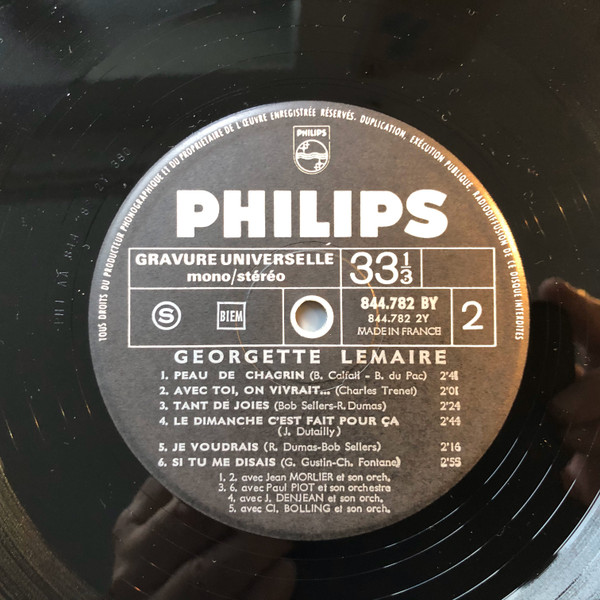 TOUS DROITS DU PRODUCTEUR PHONOGRAPHIQUE ET DU PROPRIETAIRE DE L'ŒUVRE ENREGISTRÉE RÉSERVÉS. DUPLICATION, EXÉCUTION PUBLIQUE, RADIODIFFUSION DE CE DISQUE INTERDITES
PHILIPS
PHILIPS
GRAVURE UNIVERSELLE
mono/stéréo
33 1/3
S
BIEM
844.782 BY
844.782 2Y
MADE IN FRANCE
2
GEORGETTE LEMAIRE
1. PEAU DE CHAGRIN (B. Calfati - B. du Pac) 2'41
2. AVEC TOI, ON VIVRAIT... (Charles Trenet) 2'01
3. TANT DE JOIES (Bob Sellers-R. Dumas) 2'24
4. LE DIMANCHE C'EST FAIT POUR ÇA 2'44
(J. Dutailly)
5. JE VOUDRAIS (R. Dumas-Bob Sellers) 2'16
6. SI TU ME DISAIS (G. Gustin-Ch. Fontane) 2'55
1. 2. avec Jean MORLIER et son orch.
3. 6. avec Paul PIOT et son orchestre
4. avec J. DENJEAN et son orch.
5. avec Cl. BOLLING et son orch.